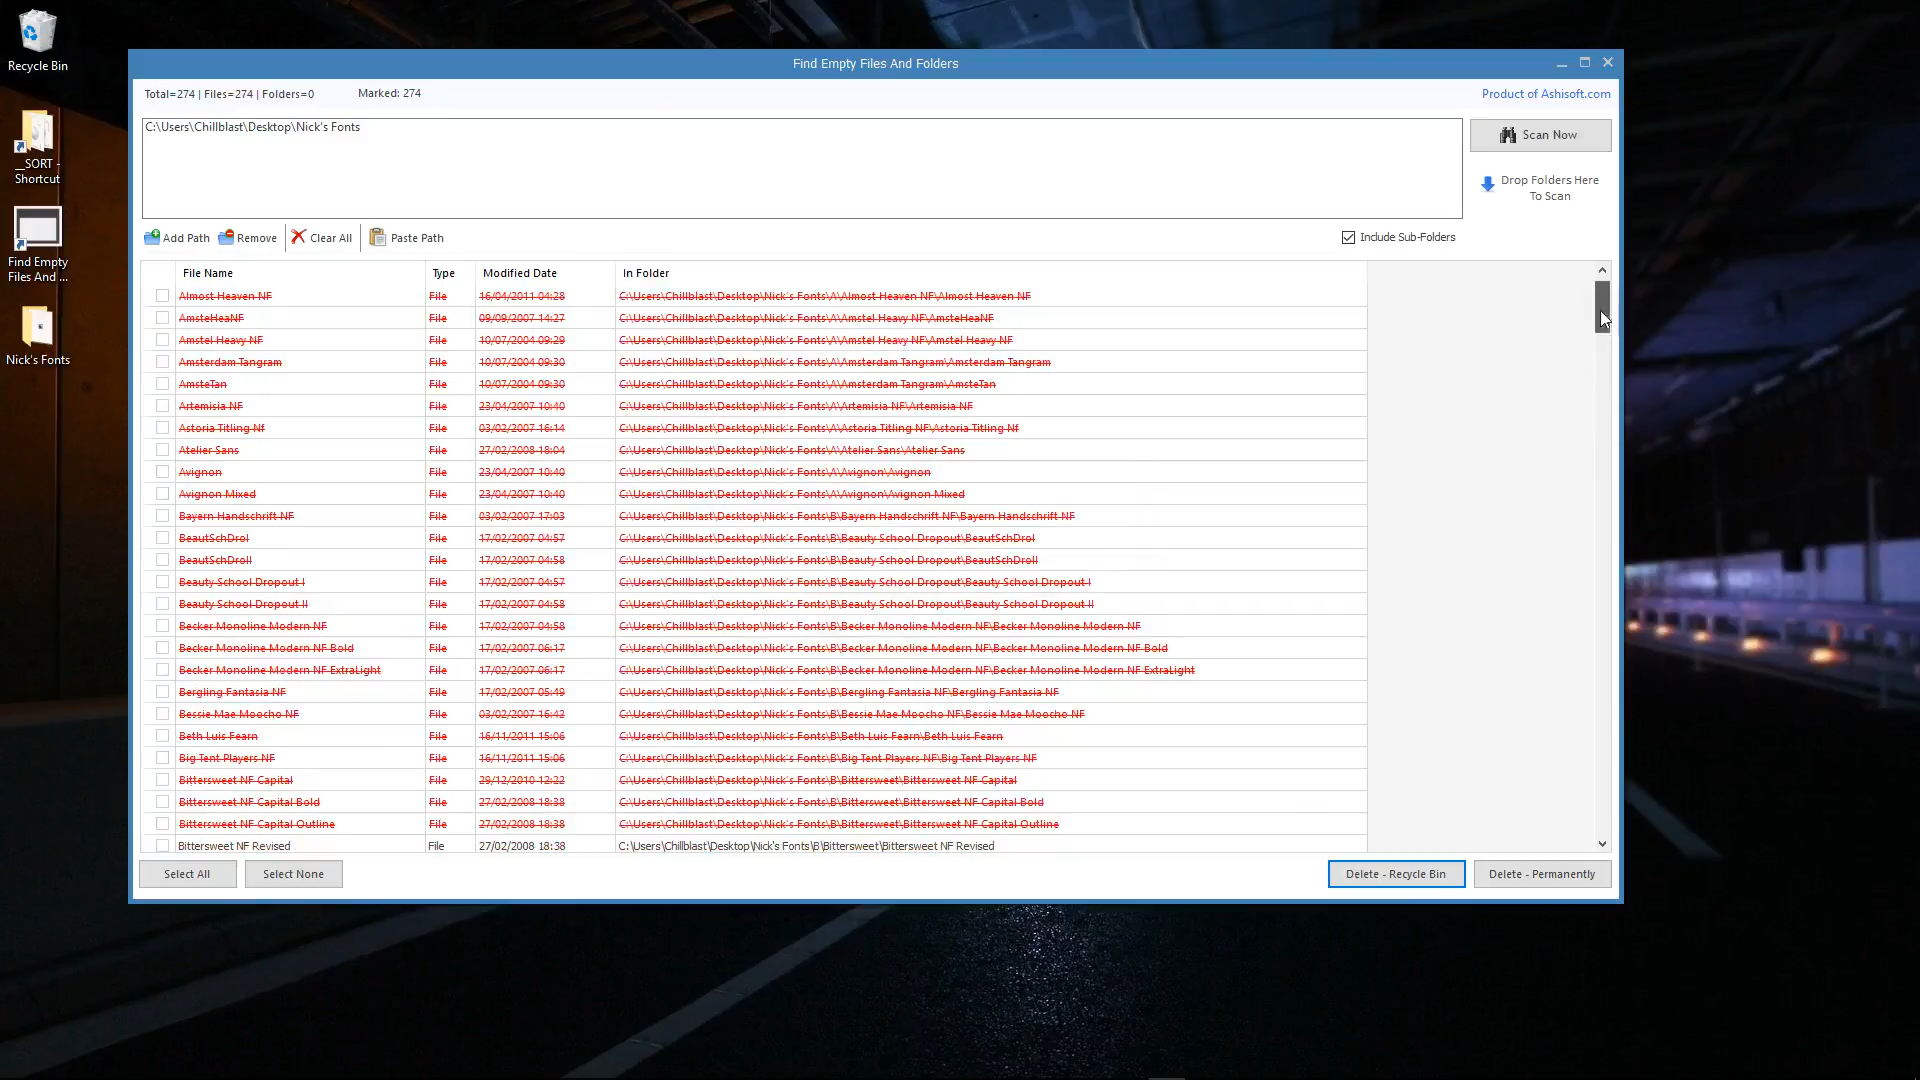 Recycle Bin
__SORT -
Shortcut
Find Empty
Files And ...
Nick's Fonts
Find Empty Files And Folders
Total=274 | Files=274 | Folders=0 Marked: 274 Product of Ashisoft.com
C:\Users\Chillblast\Desktop\Nick's Fonts
Scan Now
Drop Folders Here
To Scan
Add Path Remove Clear All Paste Path Include Sub-Folders
File Name Type Modified Date In Folder
Almost Heaven NF File 16/04/2011 04:28 C:\Users\Chillblast\Desktop\Nick's Fonts\A\Almost Heaven NF\Almost Heaven NF
AmsteHeaNF File 09/09/2007 14:27 C:\Users\Chillblast\Desktop\Nick's Fonts\A\Amstel Heavy NF\AmsteHeaNF
Amstel Heavy NF File 10/07/2004 09:29 C:\Users\Chillblast\Desktop\Nick's Fonts\A\Amstel Heavy NF\Amstel Heavy NF
Amsterdam Tangram File 10/07/2004 09:30 C:\Users\Chillblast\Desktop\Nick's Fonts\A\Amsterdam Tangram\Amsterdam Tangram
AmsteTan File 10/07/2004 09:30 C:\Users\Chillblast\Desktop\Nick's Fonts\A\Amsterdam Tangram\AmsteTan
Artemisia NF File 23/04/2007 10:40 C:\Users\Chillblast\Desktop\Nick's Fonts\A\Artemisia NF\Artemisia NF
Astoria Titling Nf File 03/02/2007 16:14 C:\Users\Chillblast\Desktop\Nick's Fonts\A\Astoria Titling NF\Astoria Titling Nf
Atelier Sans File 27/02/2008 18:04 C:\Users\Chillblast\Desktop\Nick's Fonts\A\Atelier Sans\Atelier Sans
Avignon File 23/04/2007 10:40 C:\Users\Chillblast\Desktop\Nick's Fonts\A\Avignon\Avignon
Avignon Mixed File 23/04/2007 10:40 C:\Users\Chillblast\Desktop\Nick's Fonts\A\Avignon\Avignon Mixed
Bayern Handschrift NF File 03/02/2007 17:03 C:\Users\Chillblast\Desktop\Nick's Fonts\B\Bayern Handschrift NF\Bayern Handschrift NF
BeautSchDroI File 17/02/2007 04:57 C:\Users\Chillblast\Desktop\Nick's Fonts\B\Beauty School Dropout\BeautSchDroI
BeautSchDroII File 17/02/2007 04:58 C:\Users\Chillblast\Desktop\Nick's Fonts\B\Beauty School Dropout\BeautSchDroII
Beauty School Dropout I File 17/02/2007 04:57 C:\Users\Chillblast\Desktop\Nick's Fonts\B\Beauty School Dropout\Beauty School Dropout I
Beauty School Dropout II File 17/02/2007 04:58 C:\Users\Chillblast\Desktop\Nick's Fonts\B\Beauty School Dropout\Beauty School Dropout II
Becker Monoline Modern NF File 17/02/2007 04:58 C:\Users\Chillblast\Desktop\Nick's Fonts\B\Becker Monoline Modern NF\Becker Monoline Modern NF
Becker Monoline Modern NF Bold File 17/02/2007 06:17 C:\Users\Chillblast\Desktop\Nick's Fonts\B\Becker Monoline Modern NF\Becker Monoline Modern NF Bold
Becker Monoline Modern NF ExtraLight File 17/02/2007 06:17 C:\Users\Chillblast\Desktop\Nick's Fonts\B\Becker Monoline Modern NF\Becker Monoline Modern NF ExtraLight
Bergling Fantasia NF File 17/02/2007 05:49 C:\Users\Chillblast\Desktop\Nick's Fonts\B\Bergling Fantasia NF\Bergling Fantasia NF
Bessie Mae Moocho NF File 03/02/2007 16:42 C:\Users\Chillblast\Desktop\Nick's Fonts\B\Bessie Mae Moocho NF\Bessie Mae Moocho NF
Beth Luis Fearn File 16/11/2011 15:06 C:\Users\Chillblast\Desktop\Nick's Fonts\B\Beth Luis Fearn\Beth Luis Fearn
Big Tent Players NF File 16/11/2011 15:06 C:\Users\Chillblast\Desktop\Nick's Fonts\B\Big Tent Players NF\Big Tent Players NF
Bittersweet NF Capital File 29/12/2010 12:22 C:\Users\Chillblast\Desktop\Nick's Fonts\B\Bittersweet\Bittersweet NF Capital
Bittersweet NF Capital Bold File 27/02/2008 18:38 C:\Users\Chillblast\Desktop\Nick's Fonts\B\Bittersweet\Bittersweet NF Capital Bold
Bittersweet NF Capital Outline File 27/02/2008 18:38 C:\Users\Chillblast\Desktop\Nick's Fonts\B\Bittersweet\Bittersweet NF Capital Outline
Bittersweet NF Revised File 27/02/2008 18:38 C:\Users\Chillblast\Desktop\Nick's Fonts\B\Bittersweet\Bittersweet NF Revised
Select All Select None Delete - Recycle Bin Delete - Permanently